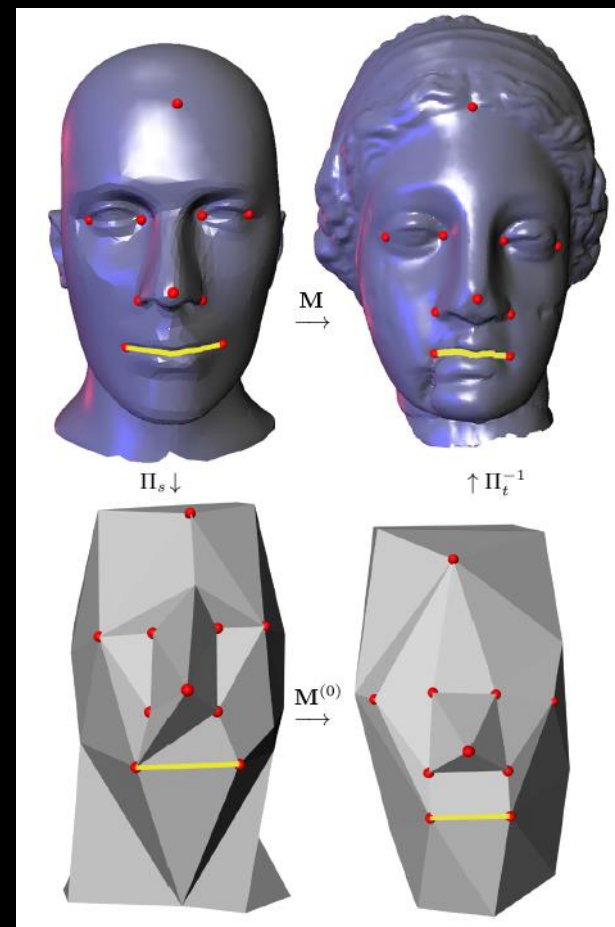 M
→
Π_s ↓
↑ Π_t^{-1}
M^{(0)}
→